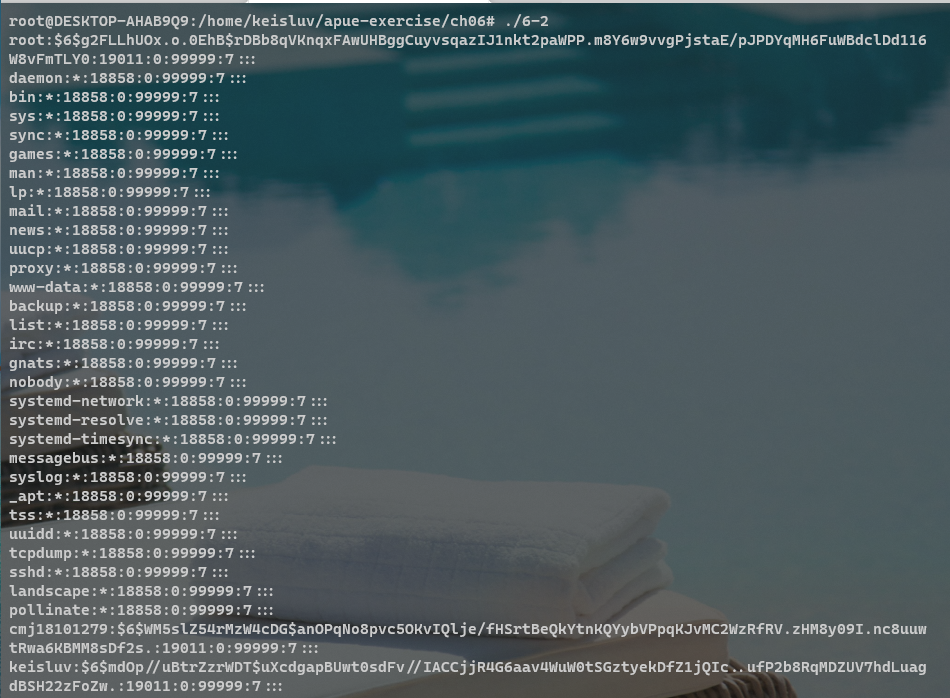 root@DESKTOP-AHAB9Q9:/home/keisluv/apue-exercise/ch06# ./6-2
root:$6$g2FLLhUOx.o.0EhB$rDBb8qVKnqxFAwUHBggCuyvsqazIJ1nkt2paWPP.m8Y6w9vvgPjstaE/pJPDYqMH6FuWBdclDd116
W8vFmTLY0:19011:0:99999:7:::
daemon:*:18858:0:99999:7:::
bin:*:18858:0:99999:7:::
sys:*:18858:0:99999:7:::
sync:*:18858:0:99999:7:::
games:*:18858:0:99999:7:::
man:*:18858:0:99999:7:::
lp:*:18858:0:99999:7:::
mail:*:18858:0:99999:7:::
news:*:18858:0:99999:7:::
uucp:*:18858:0:99999:7:::
proxy:*:18858:0:99999:7:::
www-data:*:18858:0:99999:7:::
backup:*:18858:0:99999:7:::
list:*:18858:0:99999:7:::
irc:*:18858:0:99999:7:::
gnats:*:18858:0:99999:7:::
nobody:*:18858:0:99999:7:::
systemd-network:*:18858:0:99999:7:::
systemd-resolve:*:18858:0:99999:7:::
systemd-timesync:*:18858:0:99999:7:::
messagebus:*:18858:0:99999:7:::
syslog:*:18858:0:99999:7:::
_apt:*:18858:0:99999:7:::
tss:*:18858:0:99999:7:::
uuidd:*:18858:0:99999:7:::
tcpdump:*:18858:0:99999:7:::
sshd:*:18858:0:99999:7:::
landscape:*:18858:0:99999:7:::
pollinate:*:18858:0:99999:7:::
cmj18101279:$6$WM5slZ54rMzW4cDG$anOPqNo8pvc5OKvIQlje/fHSrtBeQkYtnKQYybVPpqKJvMC2WzRfRV.zHM8y09I.nc8uuw
tRwa6KBMM8sDf2s.:19011:0:99999:7:::
keisluv:$6$mdOp//uBtrZzrWDT$uXcdgapBUwt0sdFv//IACCjjR4G6aav4WuW0tSGztyekDfZ1jQIc..ufP2b8RqMDZUV7hdLuag
dBSH22zFoZw.:19011:0:99999:7:::